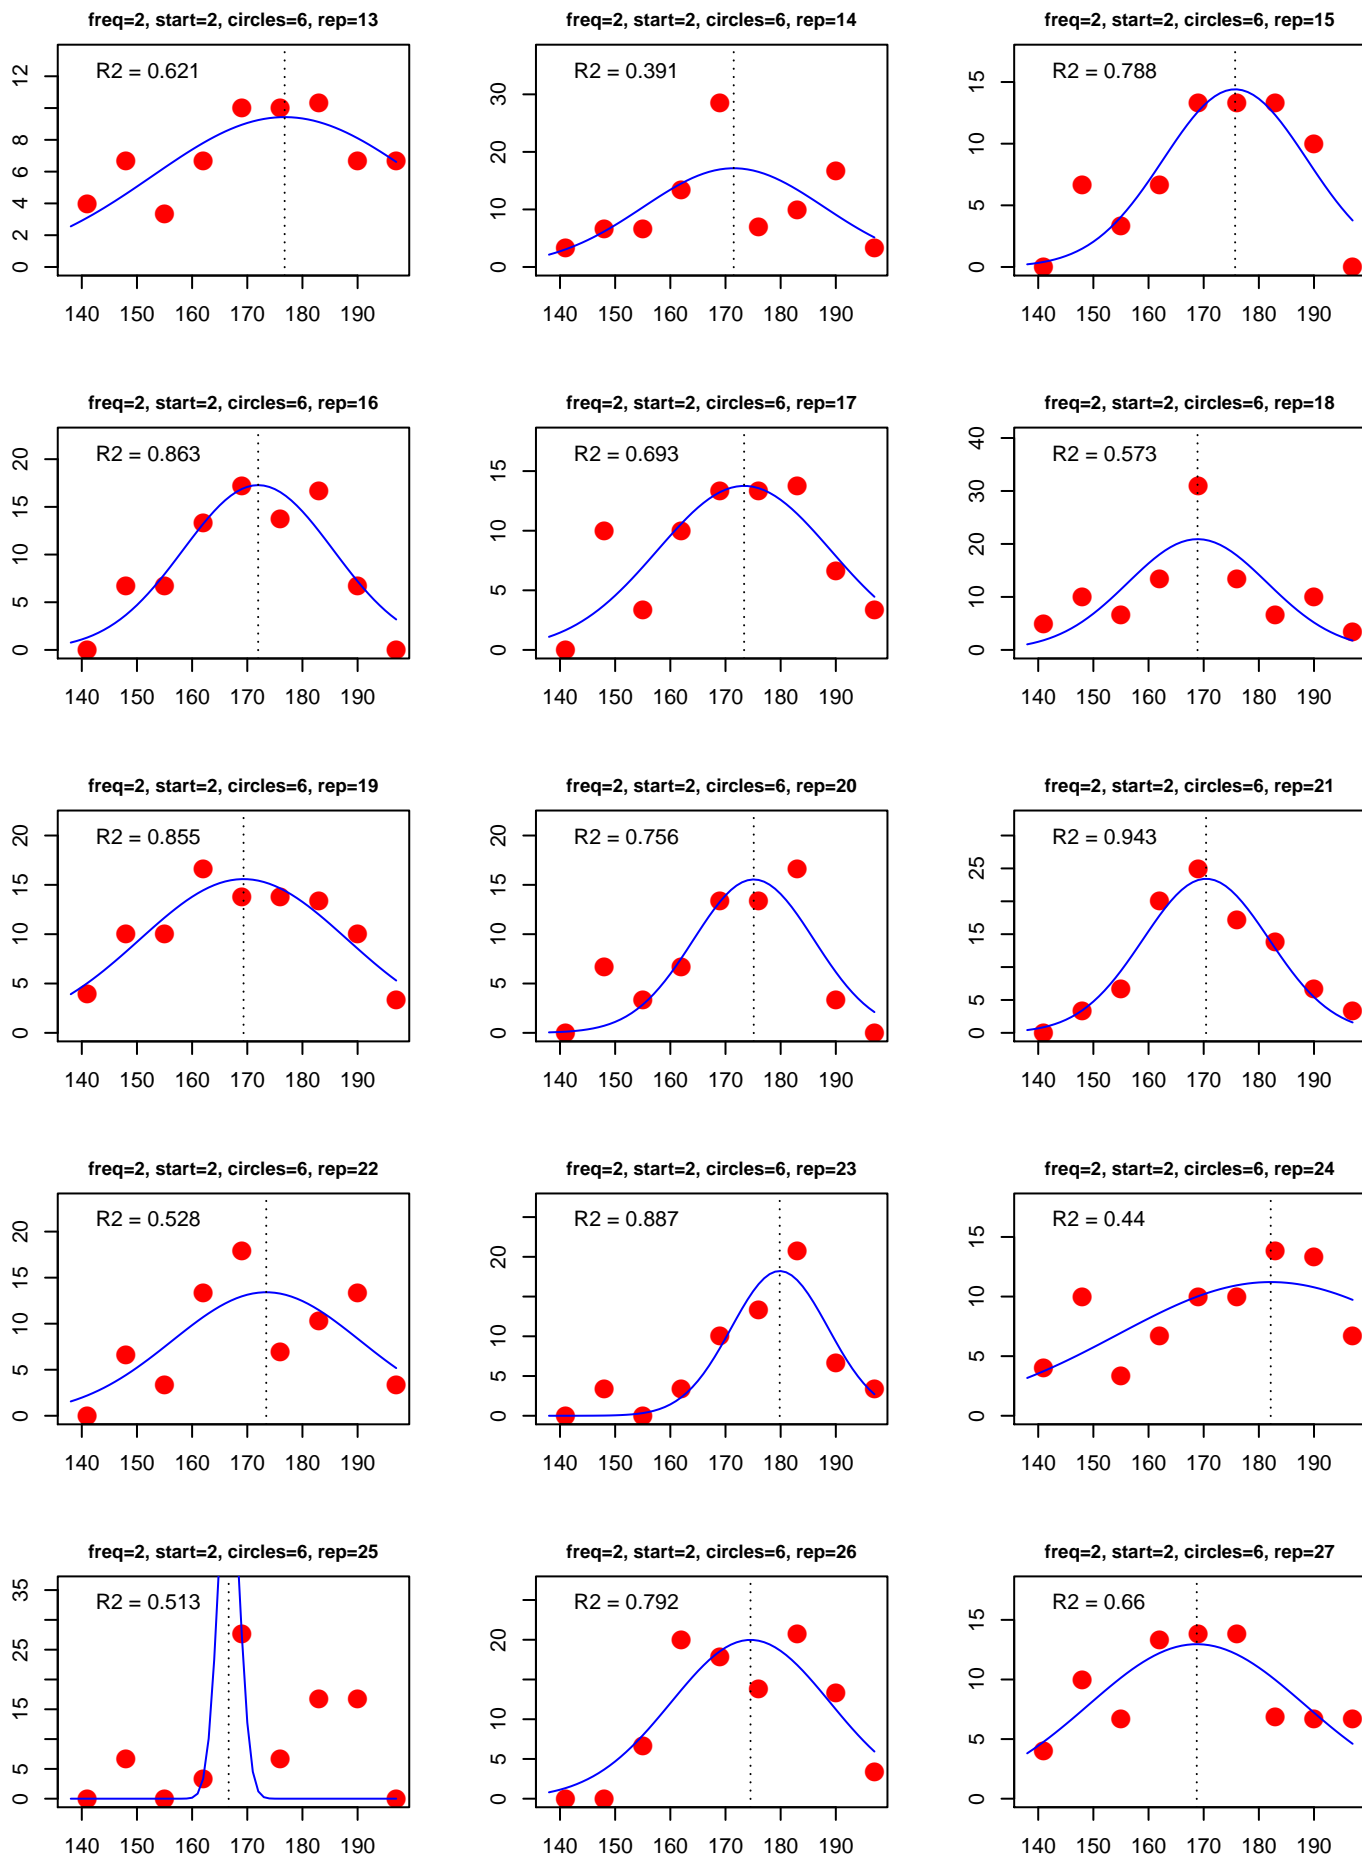 freq=2, start=2, circles=6, rep=13
R2 = 0.621
0 2 4 6 8 12
140 150 160 170 180 190
freq=2, start=2, circles=6, rep=14
R2 = 0.391
0 10 20 30
140 150 160 170 180 190
freq=2, start=2, circles=6, rep=15
R2 = 0.788
0 5 10 15
140 150 160 170 180 190
freq=2, start=2, circles=6, rep=16
R2 = 0.863
0 5 10 15 20
140 150 160 170 180 190
freq=2, start=2, circles=6, rep=17
R2 = 0.693
0 5 10 15
140 150 160 170 180 190
freq=2, start=2, circles=6, rep=18
R2 = 0.573
0 10 20 30 40
140 150 160 170 180 190
freq=2, start=2, circles=6, rep=19
R2 = 0.855
0 5 10 15 20
140 150 160 170 180 190
freq=2, start=2, circles=6, rep=20
R2 = 0.756
0 5 10 15 20
140 150 160 170 180 190
freq=2, start=2, circles=6, rep=21
R2 = 0.943
0 5 15 25
140 150 160 170 180 190
freq=2, start=2, circles=6, rep=22
R2 = 0.528
0 5 10 15 20
140 150 160 170 180 190
freq=2, start=2, circles=6, rep=23
R2 = 0.887
0 5 10 20
140 150 160 170 180 190
freq=2, start=2, circles=6, rep=24
R2 = 0.44
0 5 10 15
140 150 160 170 180 190
freq=2, start=2, circles=6, rep=25
R2 = 0.513
0 5 15 25 35
140 150 160 170 180 190
freq=2, start=2, circles=6, rep=26
R2 = 0.792
0 5 10 20
140 150 160 170 180 190
freq=2, start=2, circles=6, rep=27
R2 = 0.66
0 5 10 15
140 150 160 170 180 190